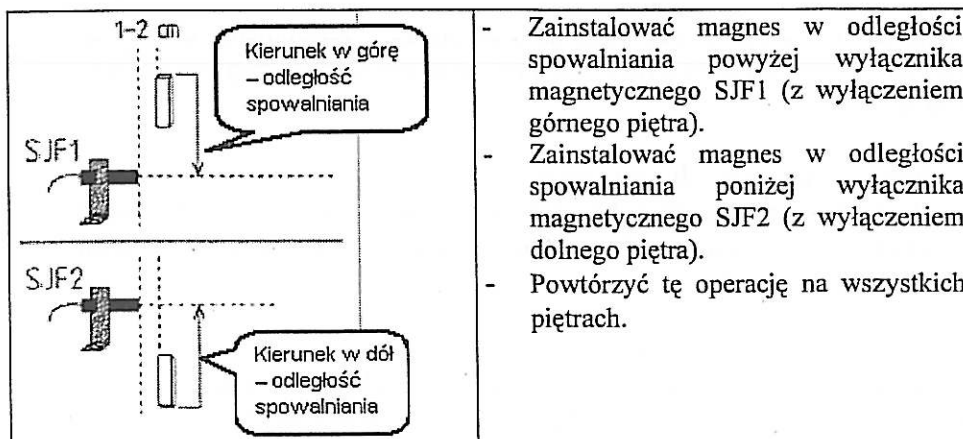 1-2 cm
Kierunek w górę
– odległość
spowalniania
SJF1
SJF2
Kierunek w dół
– odległość
spowalniania
- Zainstalować magnes w odległości
spowalniania powyżej wyłącznika
magnetycznego SJF1 (z wyłączeniem
górnego piętra).
- Zainstalować magnes w odległości
spowalniania poniżej wyłącznika
magnetycznego SJF2 (z wyłączeniem
dolnego piętra).
- Powtórzyć tę operację na wszystkich
piętrach.